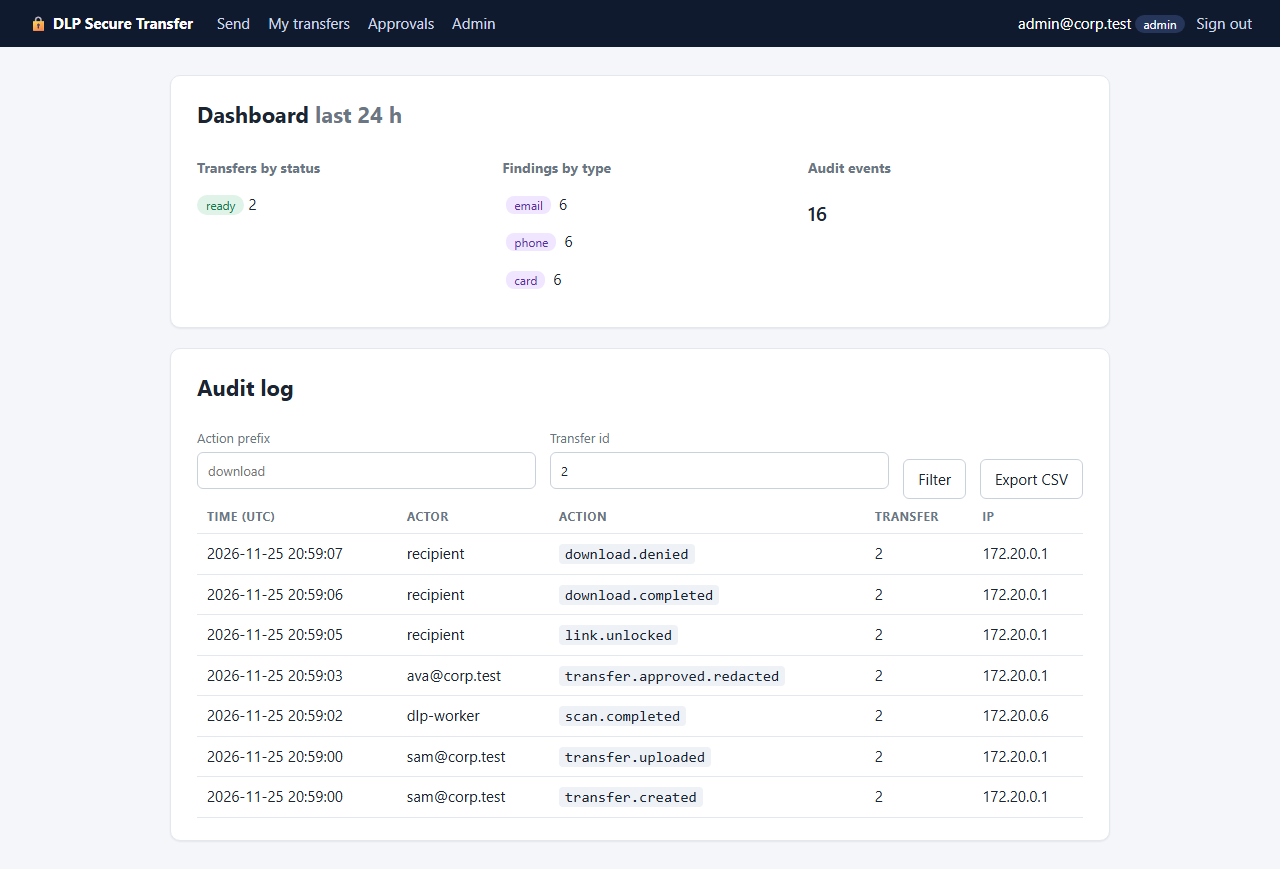 DLP Secure Transfer Send My transfers Approvals Admin admin@corp.test admin Sign out
Dashboard last 24 h
Transfers by status Findings by type Audit events
ready 2 email 6 16
phone 6
card 6
Audit log
Action prefix Transfer id
download 2 Filter Export CSV
TIME (UTC) ACTOR ACTION TRANSFER IP
2026-11-25 20:59:07 recipient download.denied 2 172.20.0.1
2026-11-25 20:59:06 recipient download.completed 2 172.20.0.1
2026-11-25 20:59:05 recipient link.unlocked 2 172.20.0.1
2026-11-25 20:59:03 ava@corp.test transfer.approved.redacted 2 172.20.0.1
2026-11-25 20:59:02 dlp-worker scan.completed 2 172.20.0.6
2026-11-25 20:59:00 sam@corp.test transfer.uploaded 2 172.20.0.1
2026-11-25 20:59:00 sam@corp.test transfer.created 2 172.20.0.1